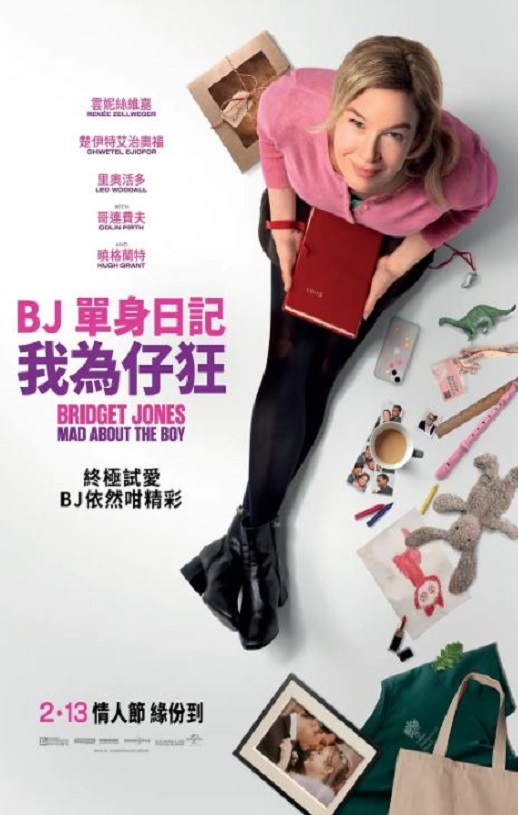 雲妮絲維嘉
RENÉE ZELLWEGER
楚伊特艾治奧福
CHIWETEL EJIOFOR
里奧活多
LEO WOODALL
WITH
哥連費夫
COLIN FIRTH
AND
曉格蘭特
HUGH GRANT
BJ 單身日記
我為仔狂
BRIDGET JONES
MAD ABOUT THE BOY
終極試愛
BJ依然咁精彩
2·13 情人節 緣份到